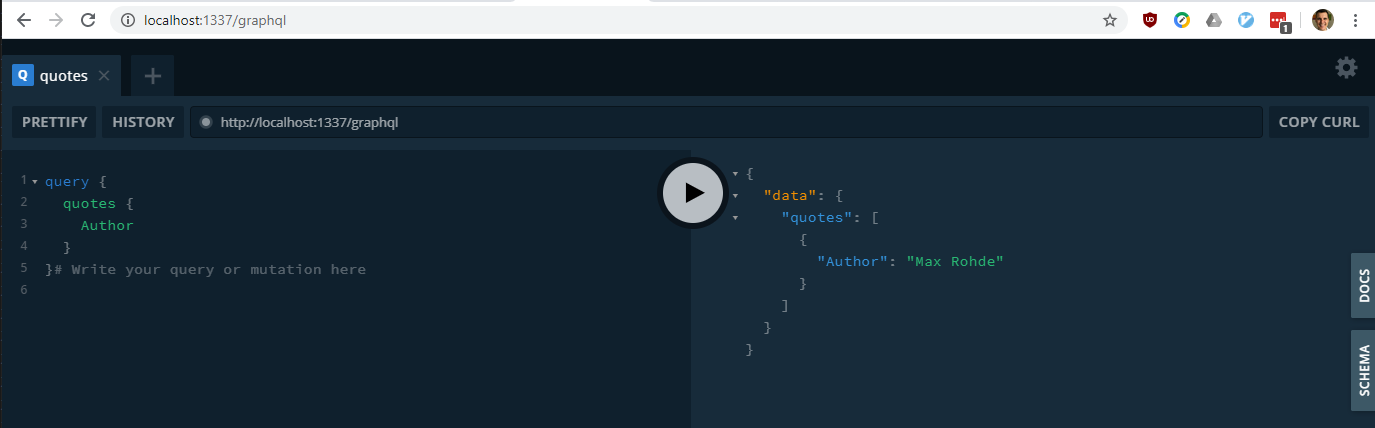 localhost:1337/graphql
1
Q quotes
PRETTIFY HISTORY http://localhost:1337/graphql COPY CURL
1 query {
2 quotes {
3 Author
4 }
5 }# Write your query or mutation here
6
{
"data": {
"quotes": [
{
"Author": "Max Rohde"
}
]
}
}
DOCS
SCHEMA